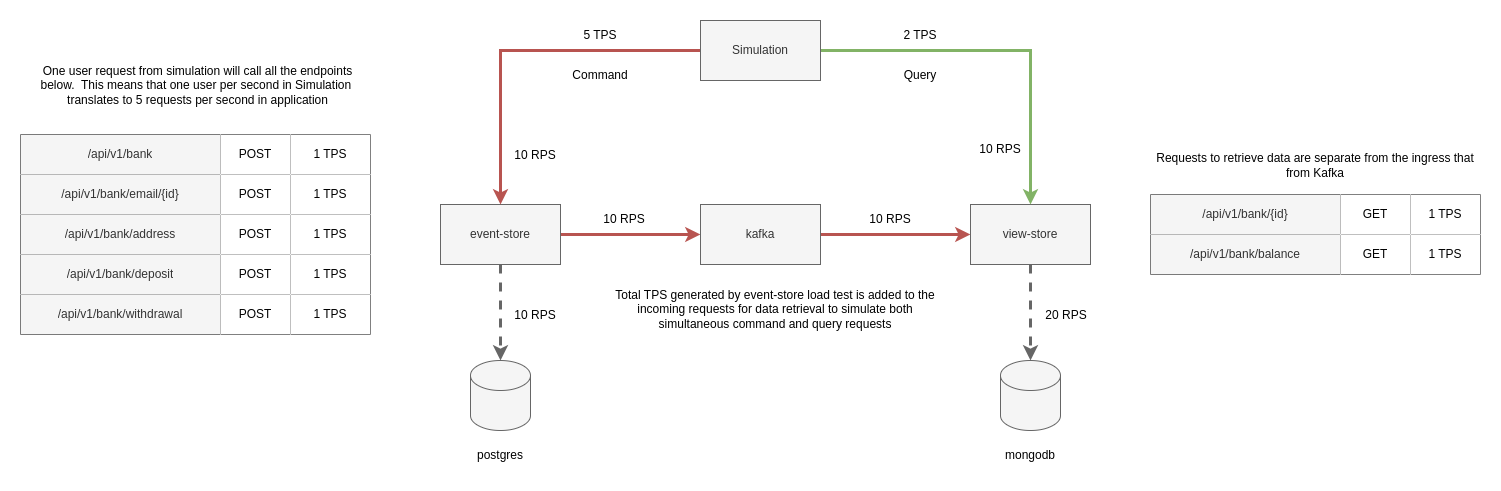 One user request from simulation will call all the endpoints
below. This means that one user per second in Simulation
translates to 5 requests per second in application
/api/v1/bank POST 1 TPS
/api/v1/bank/email/{id} POST 1 TPS
/api/v1/bank/address POST 1 TPS
/api/v1/bank/deposit POST 1 TPS
/api/v1/bank/withdrawal POST 1 TPS
5 TPS
Command
Simulation
2 TPS
Query
10 RPS
10 RPS
event-store
10 RPS
kafka
10 RPS
view-store
Total TPS generated by event-store load test is added to the
incoming requests for data retrieval to simulate both
simultaneous command and query requests
10 RPS
20 RPS
postgres
mongodb
Requests to retrieve data are separate from the ingress that
from Kafka
/api/v1/bank/{id} GET 1 TPS
/api/v1/bank/balance GET 1 TPS